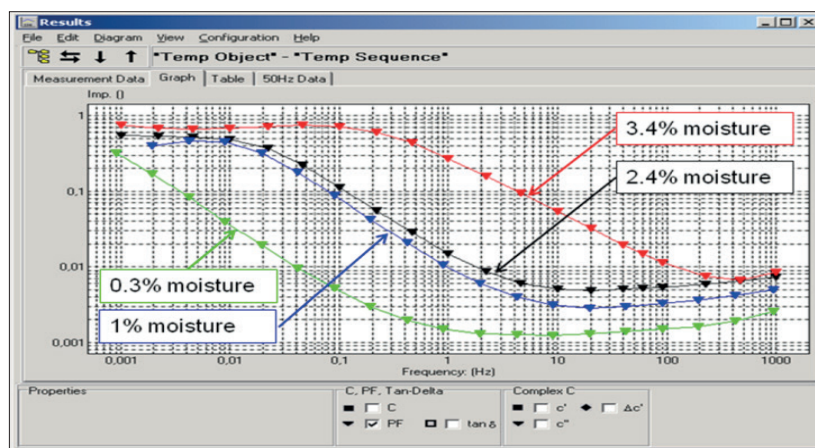 Results
File Edit Diagram View Configuration Help
"Temp Object" - "Temp Sequence"
Measurement Data Graph Table 50Hz Data
Imp. []
1
0,1
0,01
0,001
3.4% moisture
2.4% moisture
0.3% moisture
1% moisture
0,001 0,01 0,1 1 10 100 1000
Frequency: (Hz)
Properties
C, PF, Tan-Delta
C
PF tan δ
Complex C
c' Δc'
c"